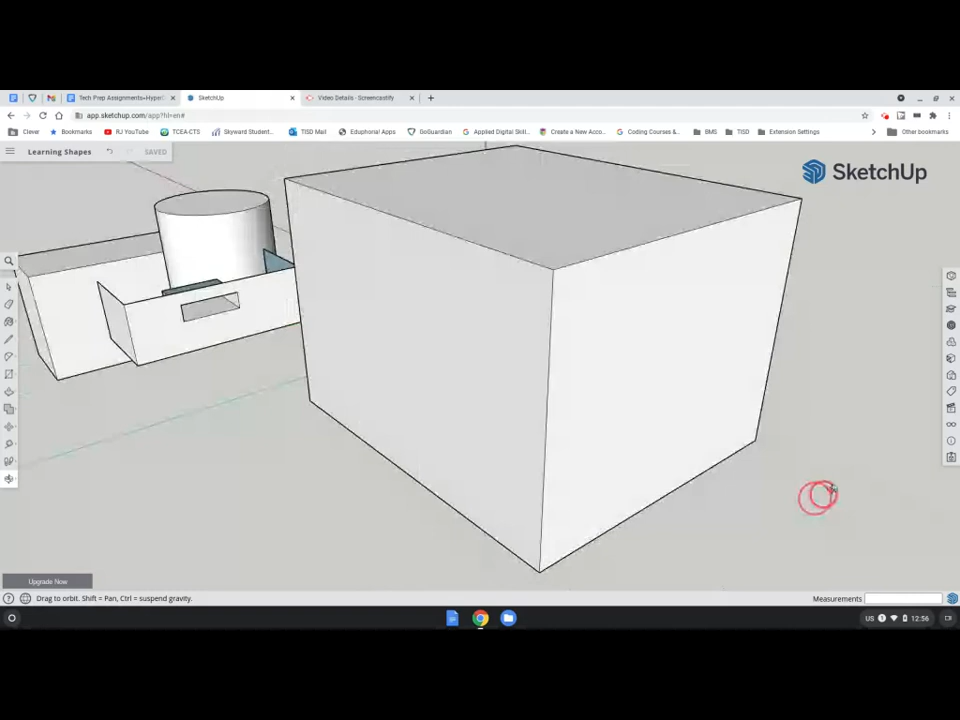 Tech Prep Assignments+Hyper
SketchUp
Video Details - Screencastify
app.sketchup.com/app?hl=en#
Clever
Bookmarks
RJ YouTube
TCEA-CTS
Skyward Student...
TISD Mail
Eduphoria! Apps
GoGuardian
Applied Digital Skil...
Create a New Acco...
Coding Courses &...
BMS
TISD
Extension Settings
Other bookmarks
Learning Shapes
SAVED
SketchUp
Upgrade Now
Drag to orbit. Shift = Pan, Ctrl = suspend gravity.
Measurements
US
12:56